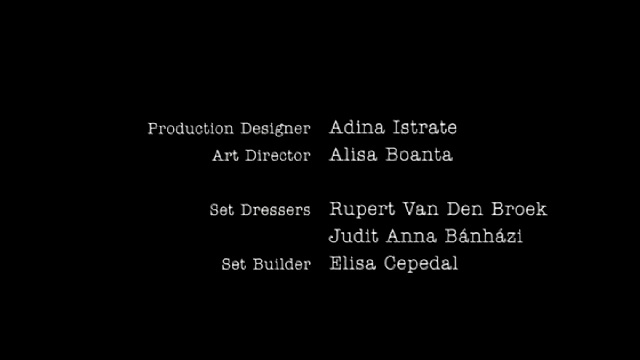 Production Designer Adina Istrate
Art Director Alisa Boanta
Set Dressers Rupert Van Den Broek
Judit Anna Bánházi
Set Builder Elisa Cepedal